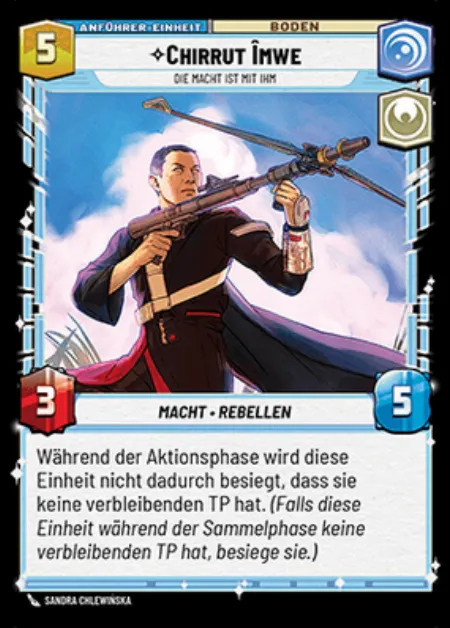 5
ANFÜHRER-EINHEIT
BODEN
✧CHIRRUT ÎMWE
DIE MACHT IST MIT IHM
3
MACHT • REBELLEN
5
Während der Aktionsphase wird diese
Einheit nicht dadurch besiegt, dass sie
keine verbleibenden TP hat. (Falls diese
Einheit während der Sammelphase keine
verbleibenden TP hat, besiege sie.)
SANDRA CHLEWIŃSKA